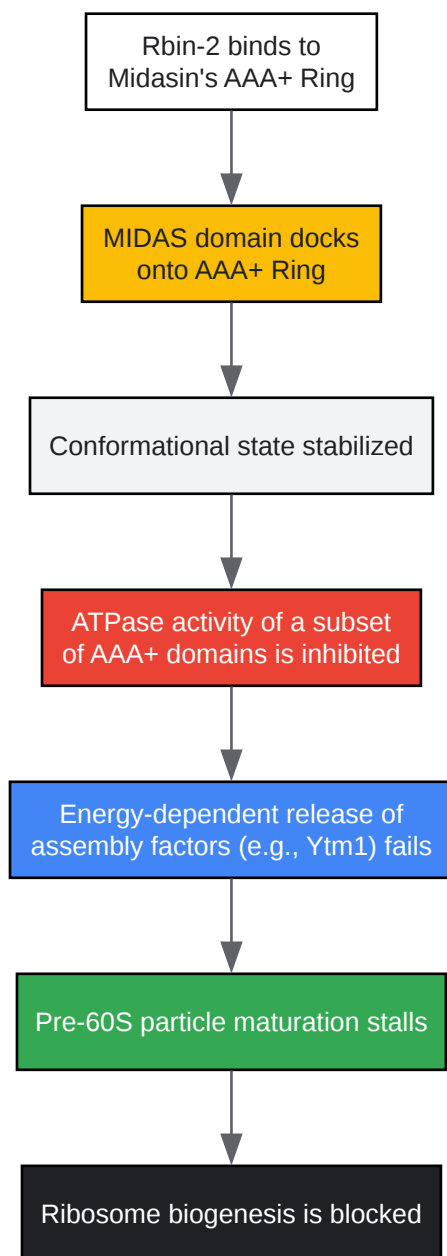 Rbin-2 binds to
Midasin's AAA+ Ring
MIDAS domain docks
onto AAA+ Ring
Conformational state stabilized
ATPase activity of a subset
of AAA+ domains is inhibited
Energy-dependent release of
assembly factors (e.g., Ytm1) fails
Pre-60S particle maturation stalls
Ribosome biogenesis is blocked